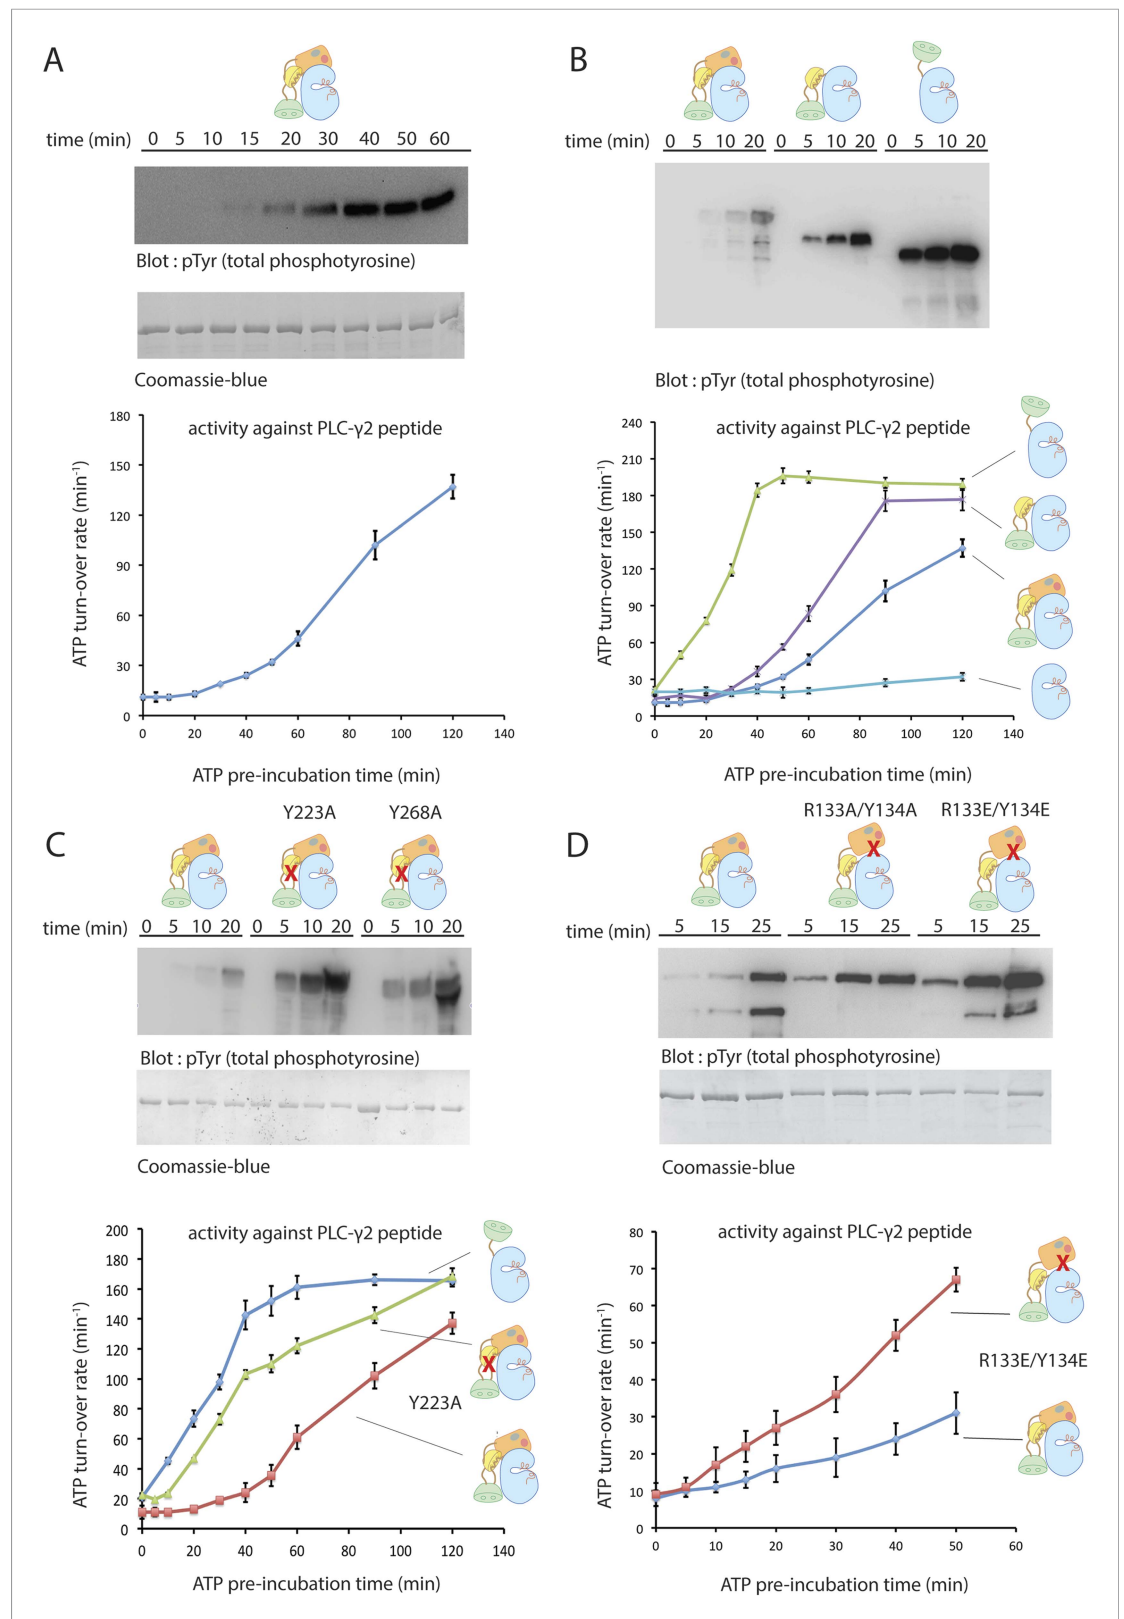 A
time (min) 0 5 10 15 20 30 40 50 60
Blot : pTyr (total phosphotyrosine)
Coomassie-blue
activity against PLC-γ2 peptide
180
150
120
90
60
30
0
ATP turn-over rate (min⁻¹)
0 20 40 60 80 100 120 140
ATP pre-incubation time (min)
B
time (min) 0 5 10 20 0 5 10 20 0 5 10 20
Blot : pTyr (total phosphotyrosine)
activity against PLC-γ2 peptide
240
210
180
150
120
90
60
30
0
ATP turn-over rate (min⁻¹)
0 20 40 60 80 100 120 140
ATP pre-incubation time (min)
C
Y223A Y268A
time (min) 0 5 10 20 0 5 10 20 0 5 10 20
Blot : pTyr (total phosphotyrosine)
Coomassie-blue
activity against PLC-γ2 peptide
200
180
160
140
120
100
80
60
40
20
0
ATP turn-over rate (min⁻¹)
X
Y223A
0 20 40 60 80 100 120 140
ATP pre-incubation time (min)
D
R133A/Y134A R133E/Y134E
time (min) 5 15 25 5 15 25 5 15 25
Blot : pTyr (total phosphotyrosine)
Coomassie-blue
activity against PLC-γ2 peptide
80
70
60
50
40
30
20
10
0
ATP turn-over rate (min⁻¹)
X
R133E/Y134E
0 10 20 30 40 50 60
ATP pre-incubation time (min)